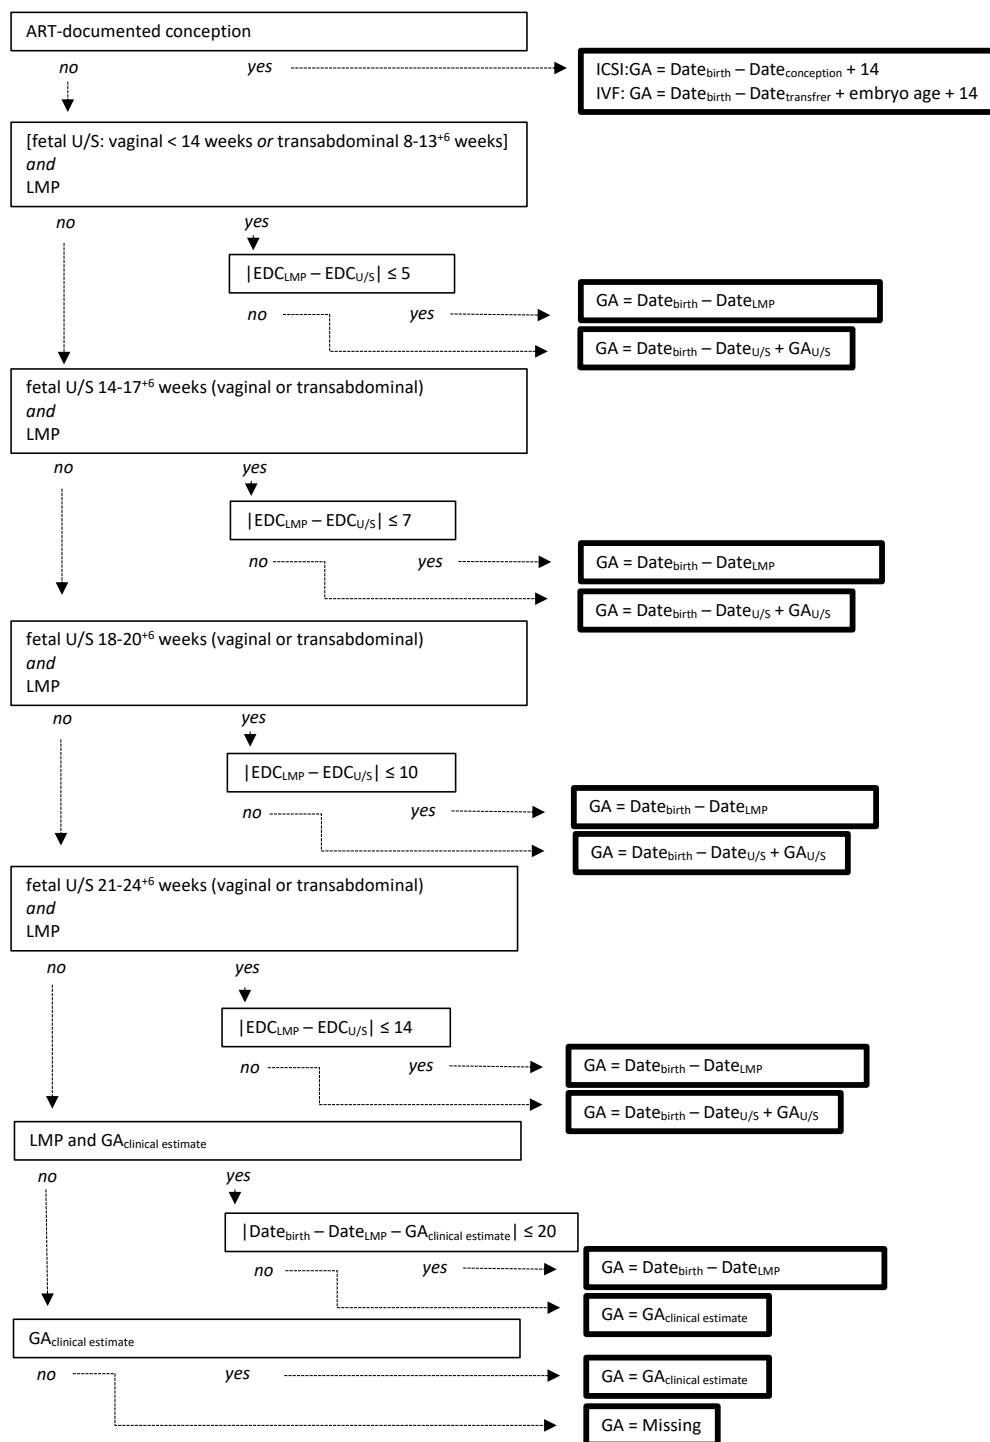 ART-documented conception
no yes
ICSI:GA = Date_birth – Date_conception + 14
IVF: GA = Date_birth – Date_transfrer + embryo age + 14
[fetal U/S: vaginal < 14 weeks or transabdominal 8-13⁺⁶ weeks]
and
LMP
no yes
|EDC_LMP – EDC_U/S| ≤ 5
no yes
GA = Date_birth – Date_LMP
GA = Date_birth – Date_U/S + GA_U/S
fetal U/S 14-17⁺⁶ weeks (vaginal or transabdominal)
and
LMP
no yes
|EDC_LMP – EDC_U/S| ≤ 7
no yes
GA = Date_birth – Date_LMP
GA = Date_birth – Date_U/S + GA_U/S
fetal U/S 18-20⁺⁶ weeks (vaginal or transabdominal)
and
LMP
no yes
|EDC_LMP – EDC_U/S| ≤ 10
no yes
GA = Date_birth – Date_LMP
GA = Date_birth – Date_U/S + GA_U/S
fetal U/S 21-24⁺⁶ weeks (vaginal or transabdominal)
and
LMP
no yes
|EDC_LMP – EDC_U/S| ≤ 14
no yes
GA = Date_birth – Date_LMP
GA = Date_birth – Date_U/S + GA_U/S
LMP and GA_clinical estimate
no yes
|Date_birth – Date_LMP – GA_clinical estimate| ≤ 20
no yes
GA = Date_birth – Date_LMP
GA = GA_clinical estimate
GA_clinical estimate
no yes
GA = GA_clinical estimate
GA = Missing